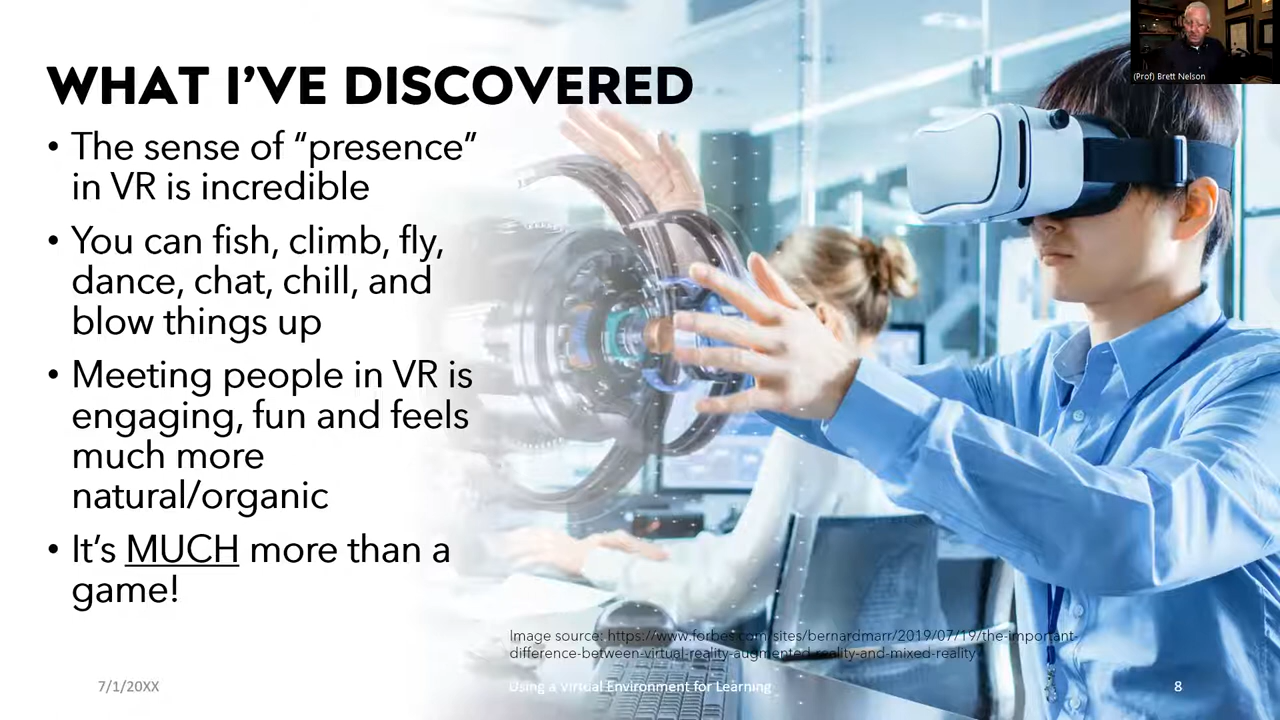 (Prof) Brett Nelson
WHAT I'VE DISCOVERED
• The sense of “presence”
in VR is incredible
• You can fish, climb, fly,
dance, chat, chill, and
blow things up
• Meeting people in VR is
engaging, fun and feels
much more
natural/organic
• It's MUCH more than a
game!
Image source: https://www.forbes.com/sites/bernardmarr/2019/07/19/the-important-
difference-between-virtual-reality-augmented-reality-and-mixed-reality
7/1/20XX
Using a Virtual Environment for Learning
8